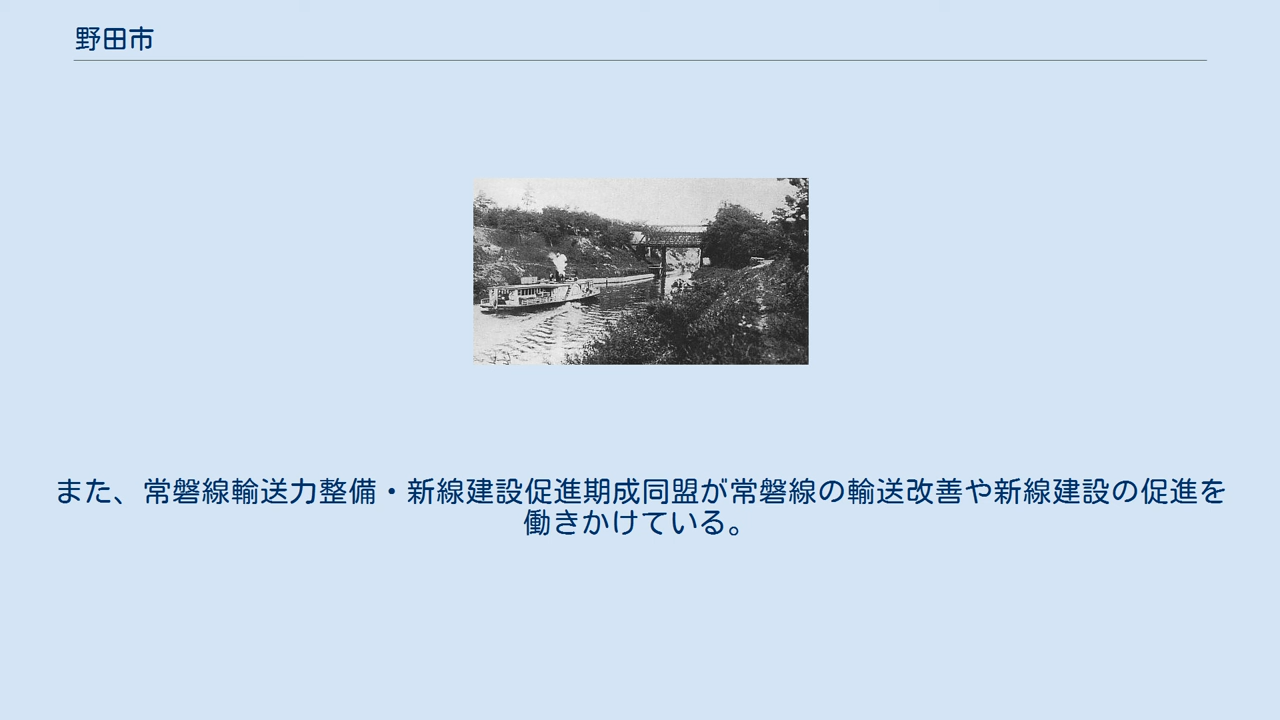 野田市
また、常磐線輸送力整備・新線建設促進期成同盟が常磐線の輸送改善や新線建設の促進を
働きかけている。